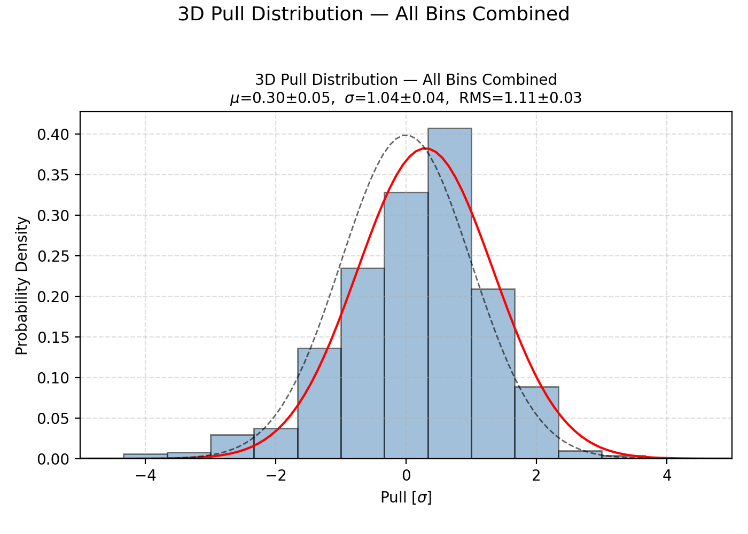 3D Pull Distribution — All Bins Combined
3D Pull Distribution — All Bins Combined
μ=0.30±0.05, σ=1.04±0.04, RMS=1.11±0.03
Probability Density
0.40
0.35
0.30
0.25
0.20
0.15
0.10
0.05
0.00
−4
−2
0
2
4
Pull [σ]